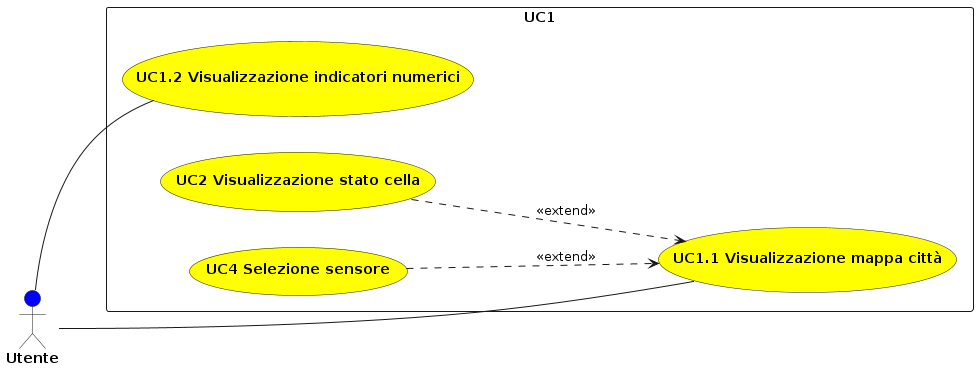 UC1
UC1.2 Visualizzazione indicatori numerici
UC2 Visualizzazione stato cella
«extend»
UC4 Selezione sensore
«extend»
UC1.1 Visualizzazione mappa città
Utente